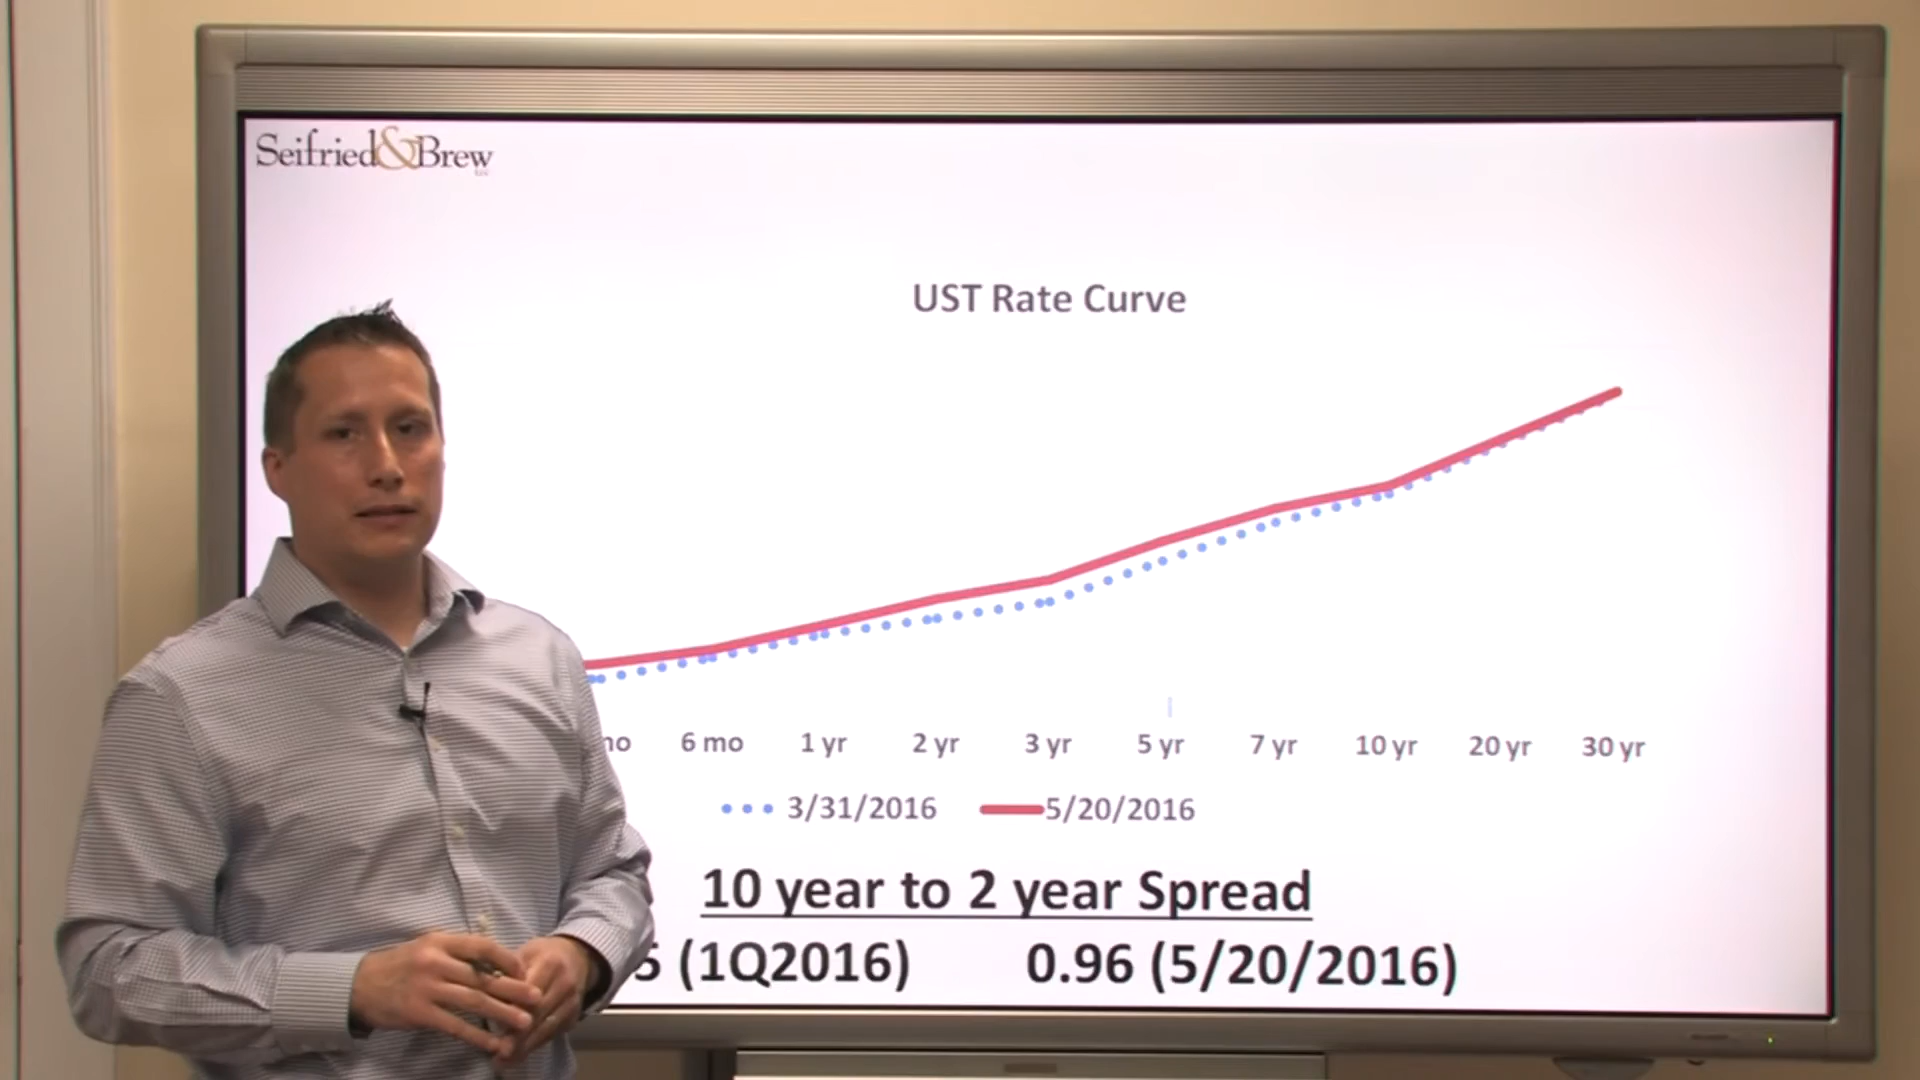 Seifried&Brew
LLC
UST Rate Curve
6 mo 1 yr 2 yr 3 yr 5 yr 7 yr 10 yr 20 yr 30 yr
3/31/2016 5/20/2016
10 year to 2 year Spread
(1Q2016) 0.96 (5/20/2016)